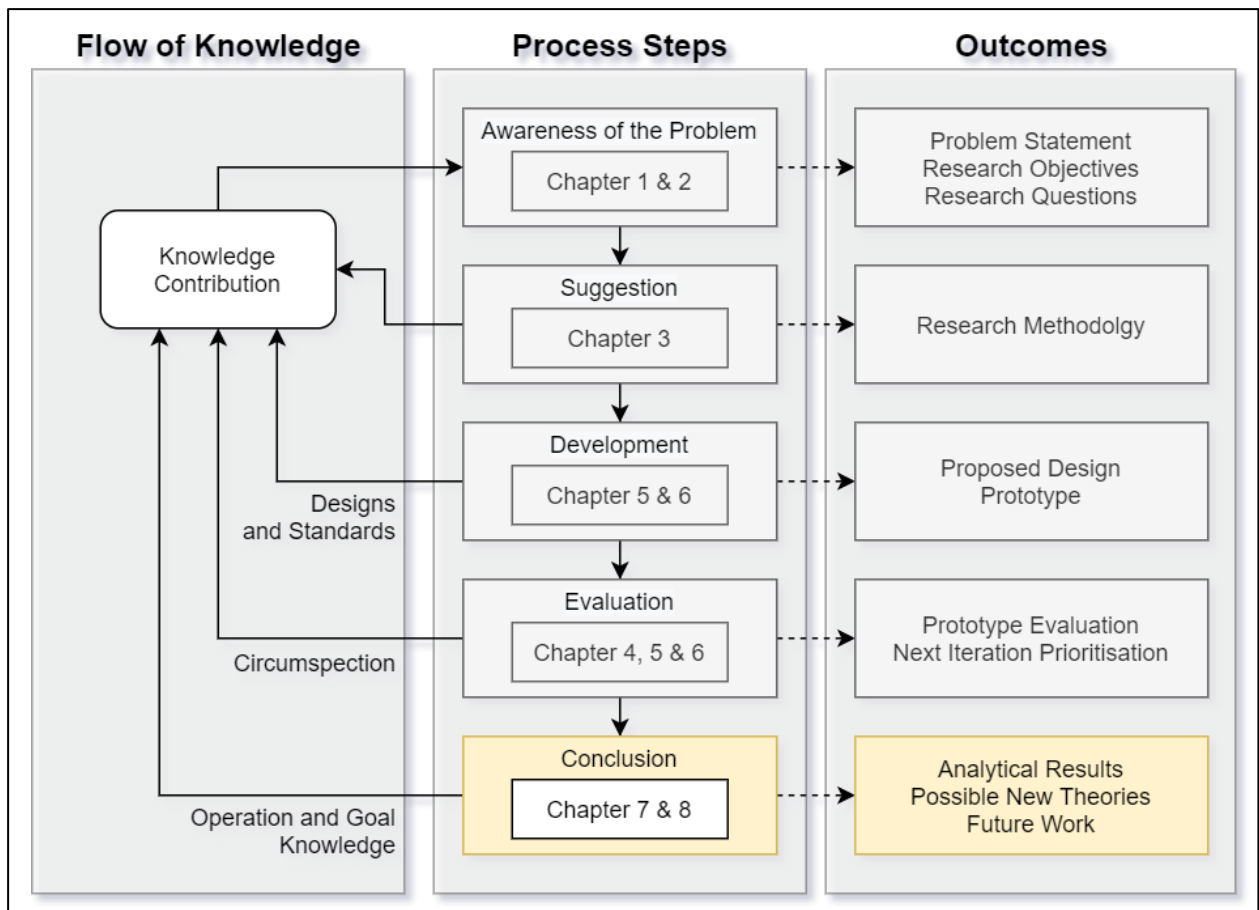 Flow of Knowledge
Process Steps
Outcomes
Awareness of the Problem
Chapter 1 & 2
Problem Statement
Research Objectives
Research Questions
Knowledge
Contribution
Suggestion
Chapter 3
Research Methodolgy
Development
Chapter 5 & 6
Proposed Design
Prototype
Designs
and Standards
Evaluation
Chapter 4, 5 & 6
Prototype Evaluation
Next Iteration Prioritisation
Circumspection
Conclusion
Chapter 7 & 8
Analytical Results
Possible New Theories
Future Work
Operation and Goal
Knowledge